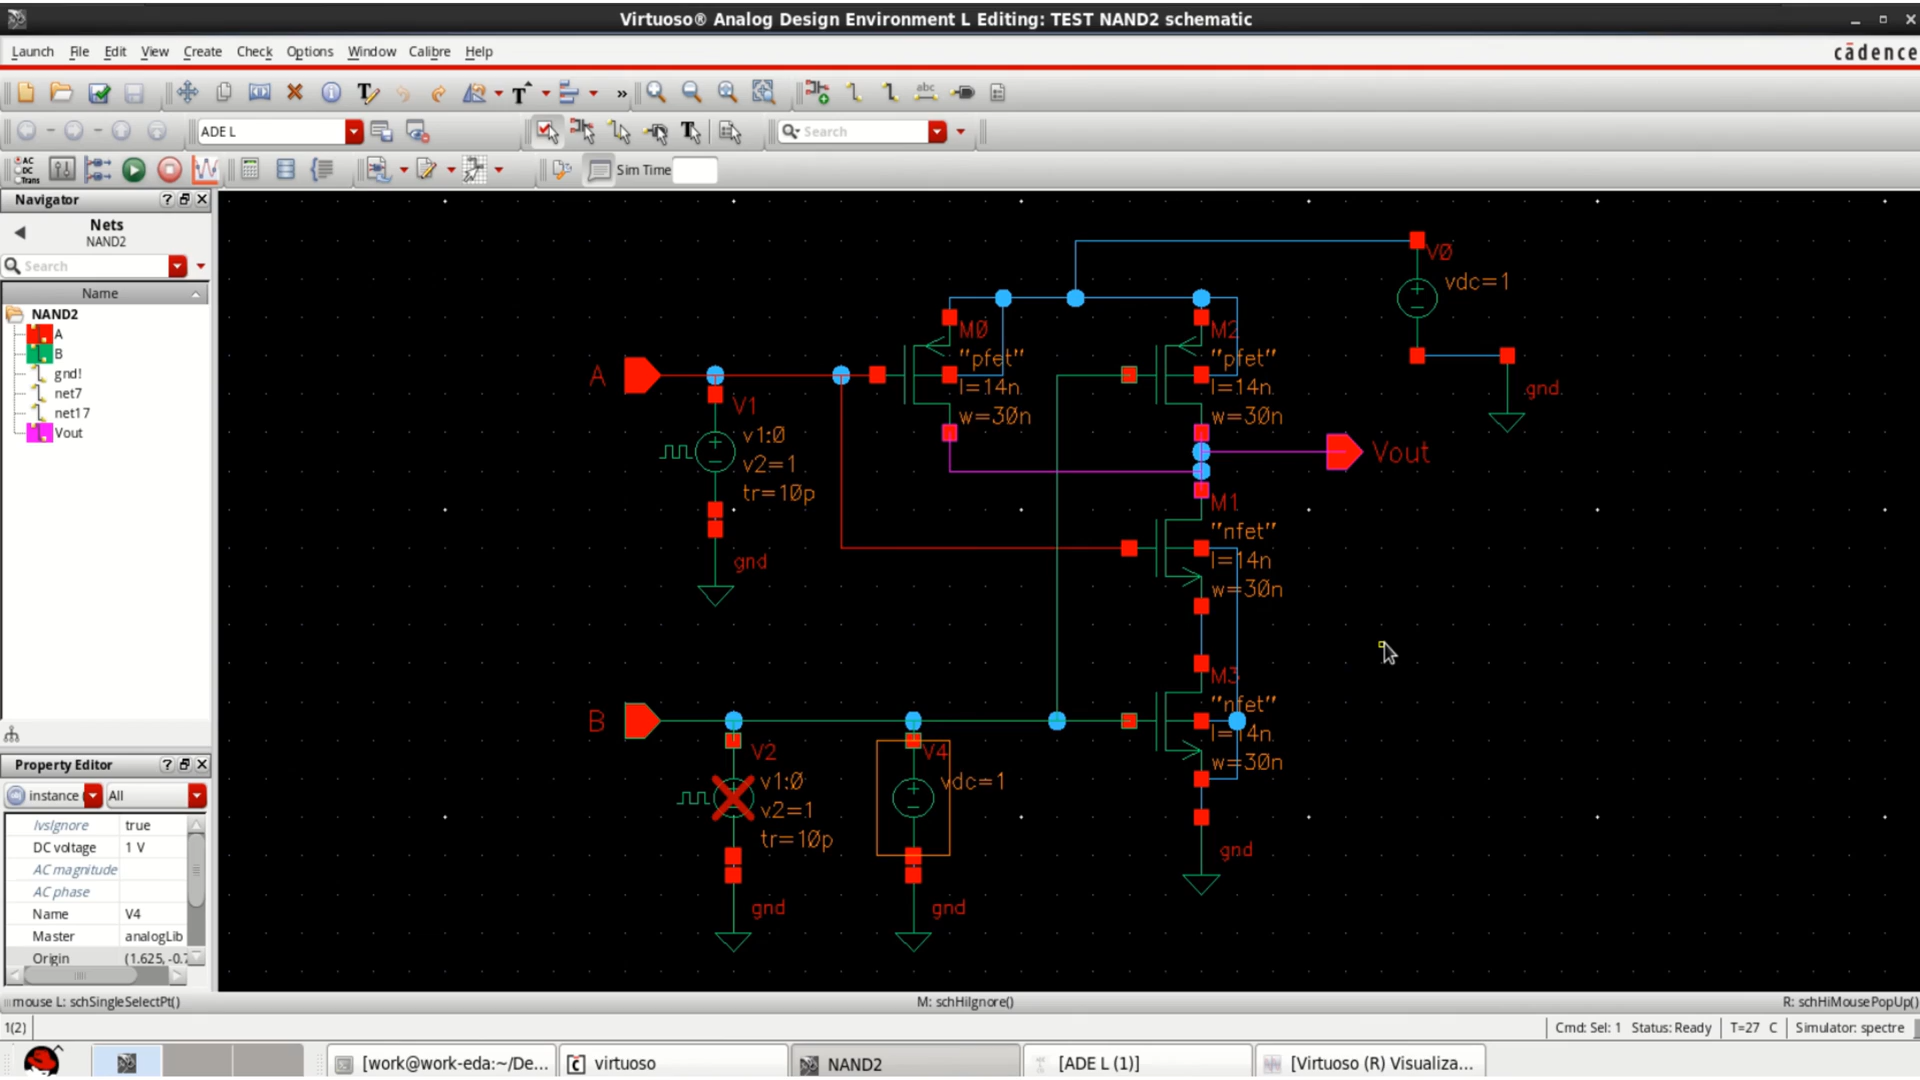 Virtuoso® Analog Design Environment L Editing: TEST NAND2 schematic
Launch File Edit View Create Check Options Window Calibre Help
cādence
ADE L
Search
AC DC Trans
Sim Time
Navigator
Nets
NAND2
Search
Name
NAND2
A
B
gnd!
net7
net17
Vout
Property Editor
instance All
lvsIgnore true
DC voltage 1 V
AC magnitude
AC phase
Name V4
Master analogLib
Origin (1.625, -0.7
V0
vdc=1
gnd
M0
"pfet"
l=14n
w=30n
M2
"pfet"
l=14n
w=30n
A
V1
v1:0
v2=1
tr=10p
gnd
Vout
M1
"nfet"
l=14n
w=30n
M3
"nfet"
l=14n
w=30n
gnd
B
V2
v1:0
v2=1
tr=10p
gnd
V4
vdc=1
gnd
mouse L: schSingleSelectPt() M: schHiIgnore() R: schHiMousePopUp()
1(2) Cmd: Sel: 1 Status: Ready T=27 C Simulator: spectre
[work@work-eda:~/De... virtuoso NAND2 [ADE L (1)] [Virtuoso (R) Visualiza...